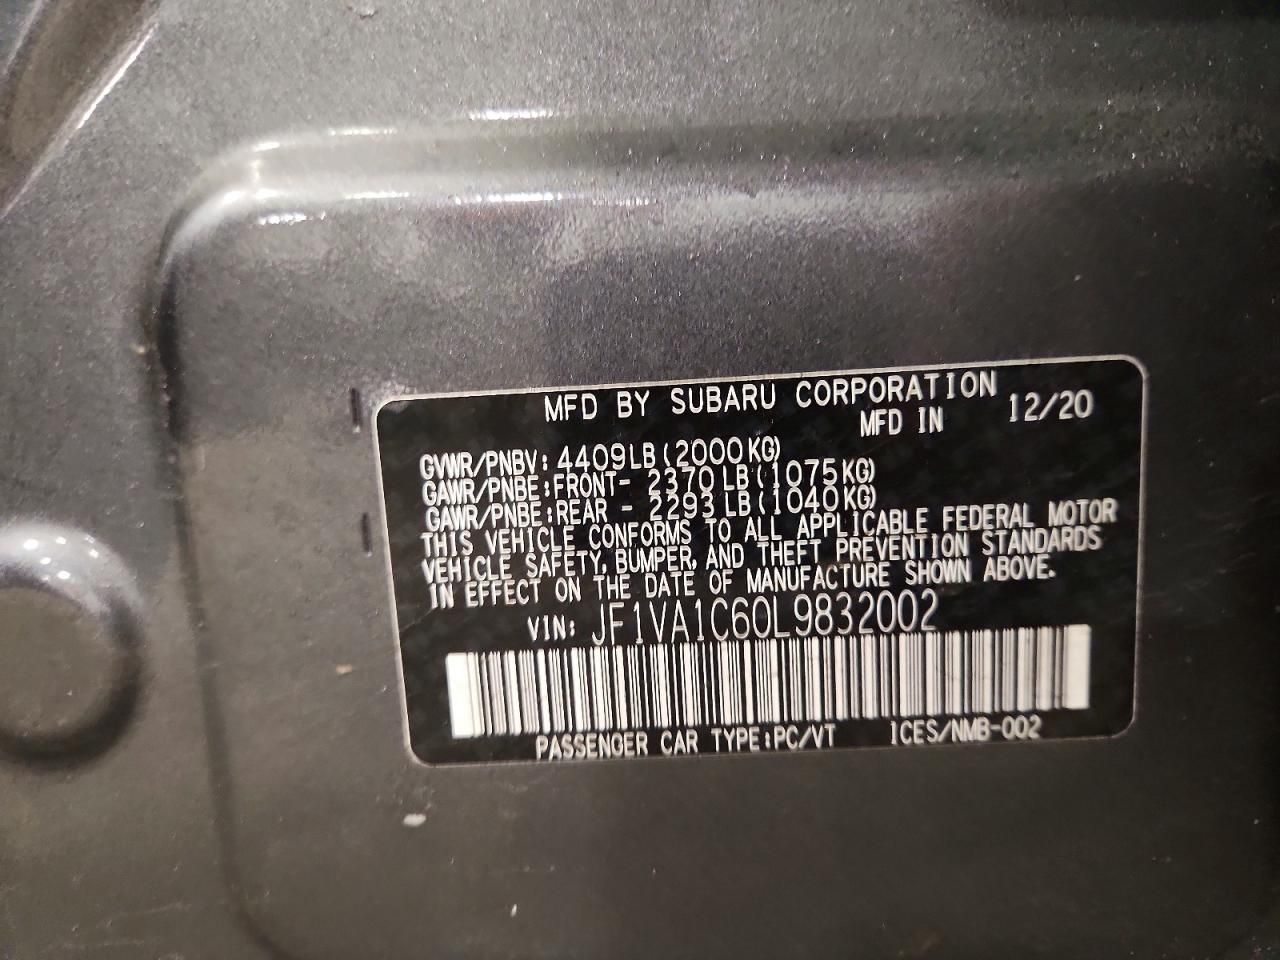 MFD BY SUBARU CORPORATION
MFD IN 12/20
GVWR/PNBV: 4409LB(2000KG)
GAWR/PNBE:FRONT- 2370LB(1075KG)
GAWR/PNBE:REAR - 2293LB(1040KG)
THIS VEHICLE CONFORMS TO ALL APPLICABLE FEDERAL MOTOR
VEHICLE SAFETY, BUMPER, AND THEFT PREVENTION STANDARDS
IN EFFECT ON THE DATE OF MANUFACTURE SHOWN ABOVE.
VIN: JF1VA1C60L9832002
PASSENGER CAR TYPE:PC/VT ICES/NMB-002